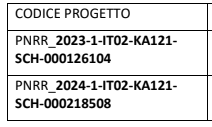 CODICE PROGETTO
PNRR_2023-1-IT02-KA121-
SCH-000126104
PNRR_2024-1-IT02-KA121-
SCH-000218508